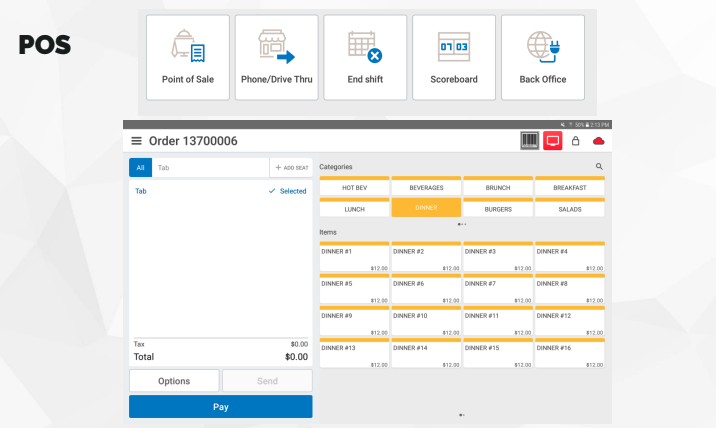 POS
Point of Sale
Phone/Drive Thru
End shift
07 03
Scoreboard
Back Office
50% 2:13 PM
Order 13700006
All
Tab
+ ADD SEAT
Tab
Selected
Tax
$0.00
Total
$0.00
Options
Send
Pay
Categories
HOT BEV
BEVERAGES
BRUNCH
BREAKFAST
LUNCH
DINNER
BURGERS
SALADS
Items
DINNER #1
$12.00
DINNER #2
$12.00
DINNER #3
$12.00
DINNER #4
$12.00
DINNER #5
$12.00
DINNER #6
$12.00
DINNER #7
$12.00
DINNER #8
$12.00
DINNER #9
$12.00
DINNER #10
$12.00
DINNER #11
$12.00
DINNER #12
$12.00
DINNER #13
$12.00
DINNER #14
$12.00
DINNER #15
$12.00
DINNER #16
$12.00